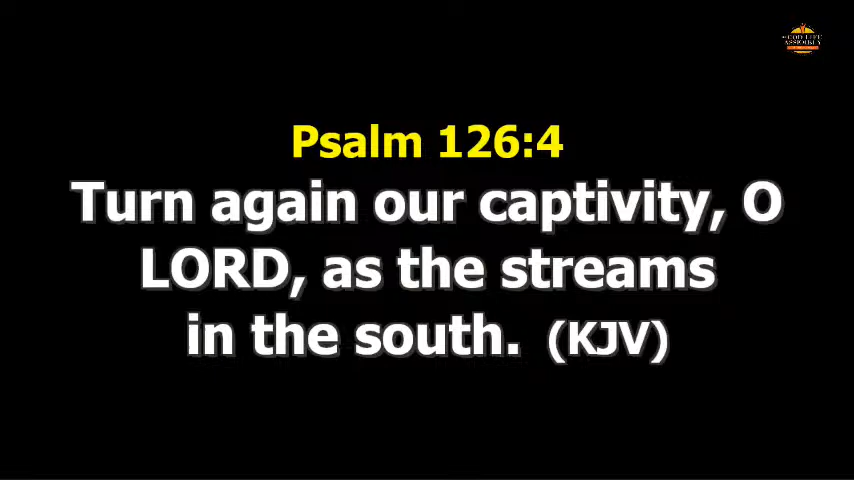 Psalm 126:4
Turn again our captivity, O
LORD, as the streams
in the south. (KJV)